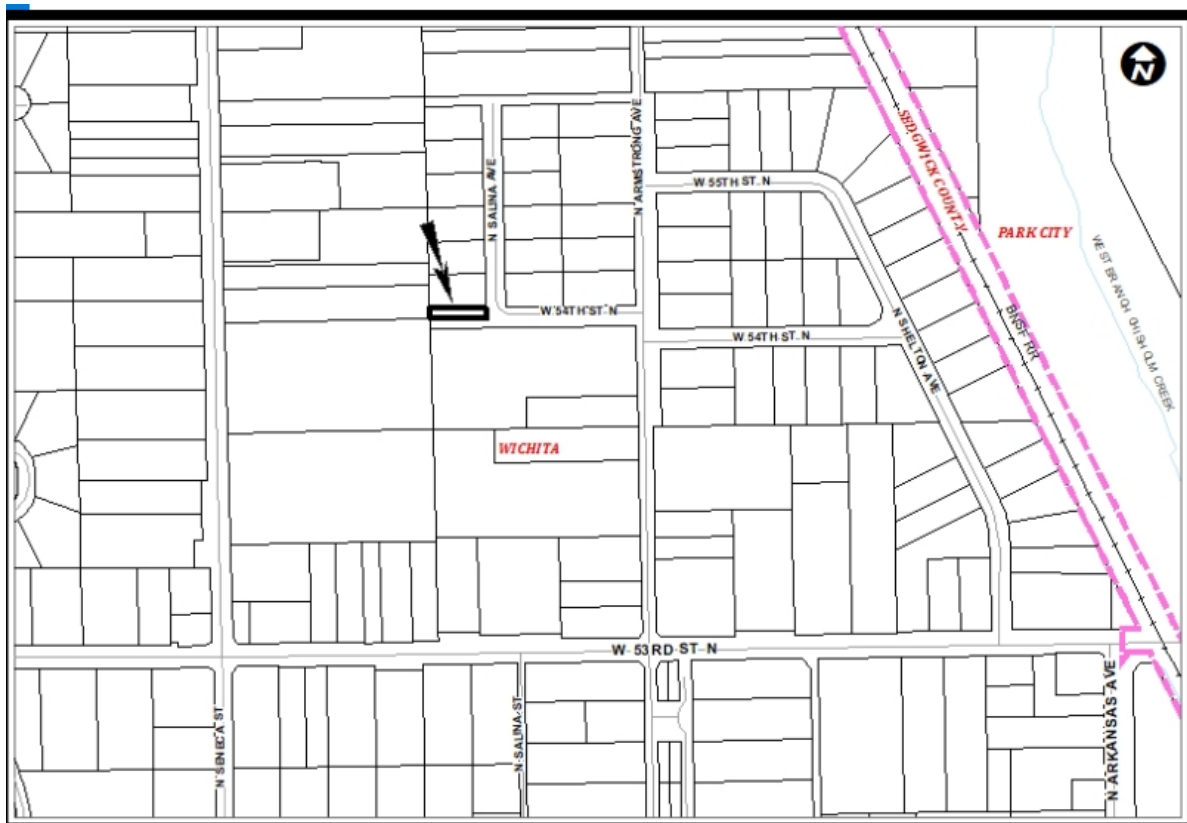 N
N ARMSTRONG AVE
SEDGWICK COUNTY
W 55TH ST N
N SALINA AVE
PARK CITY
WEST BRANCH CHISHOLM CREEK
W 54TH ST N
BNSF RR
W 54TH ST N
N SHELTON AVE
WICHITA
W 53RD ST N
N SENECA ST
N SALINA ST
N ARKANSAS AVE